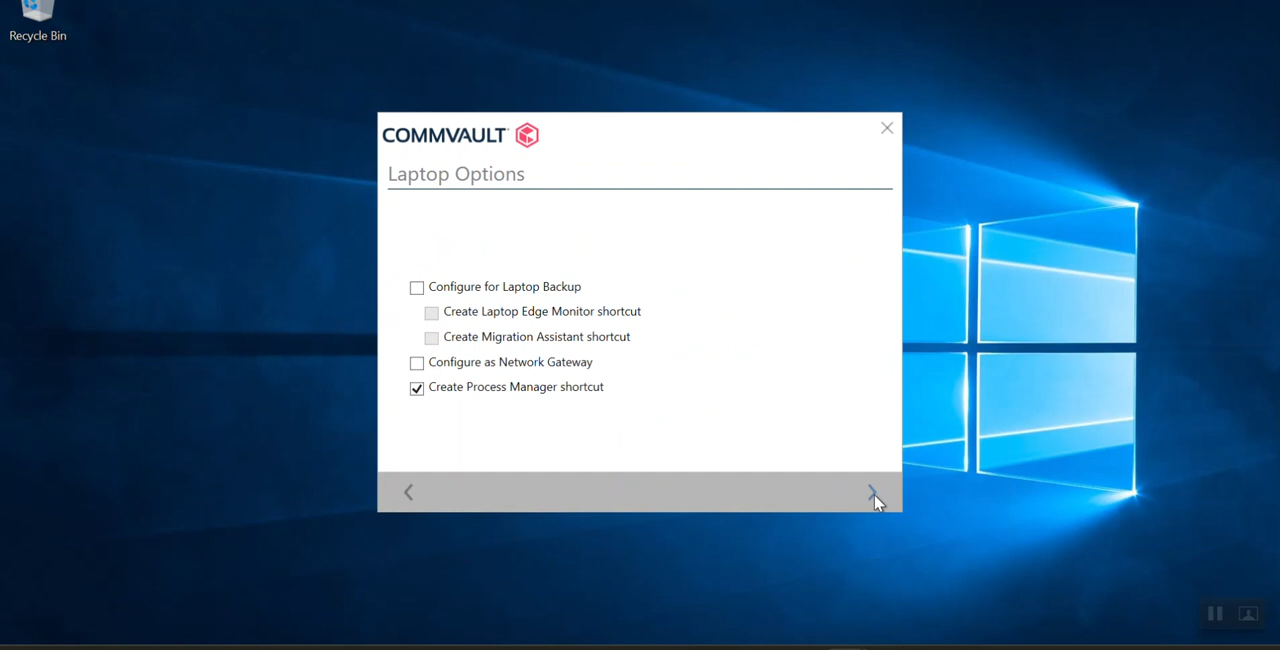 Recycle Bin
COMMVAULT
Laptop Options
Configure for Laptop Backup
Create Laptop Edge Monitor shortcut
Create Migration Assistant shortcut
Configure as Network Gateway
Create Process Manager shortcut